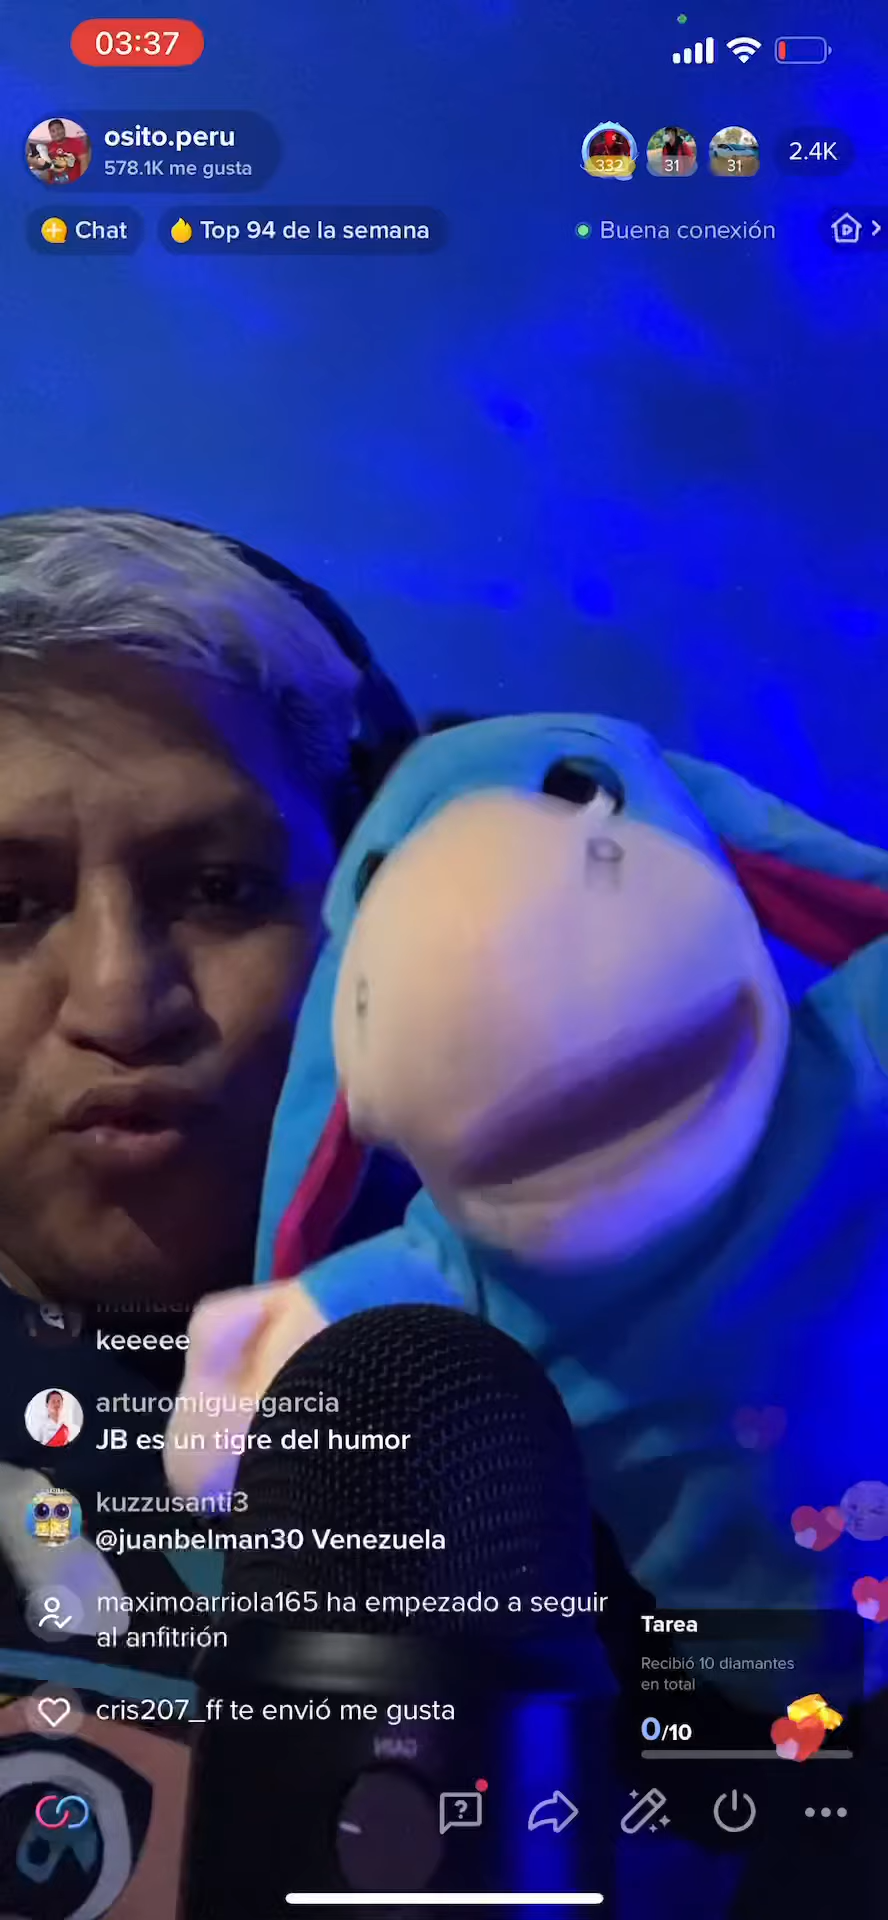 03:37
osito.peru
578.1K me gusta
332
31
31
2.4K
Chat
Top 94 de la semana
Buena conexión
keeeee
arturomiguelgarcia
JB es un tigre del humor
kuzzusanti3
@juanbelman30 Venezuela
maximoarriola165 ha empezado a seguir
al anfitrión
cris207_ff te envió me gusta
Tarea
Recibió 10 diamantes
en total
0/10